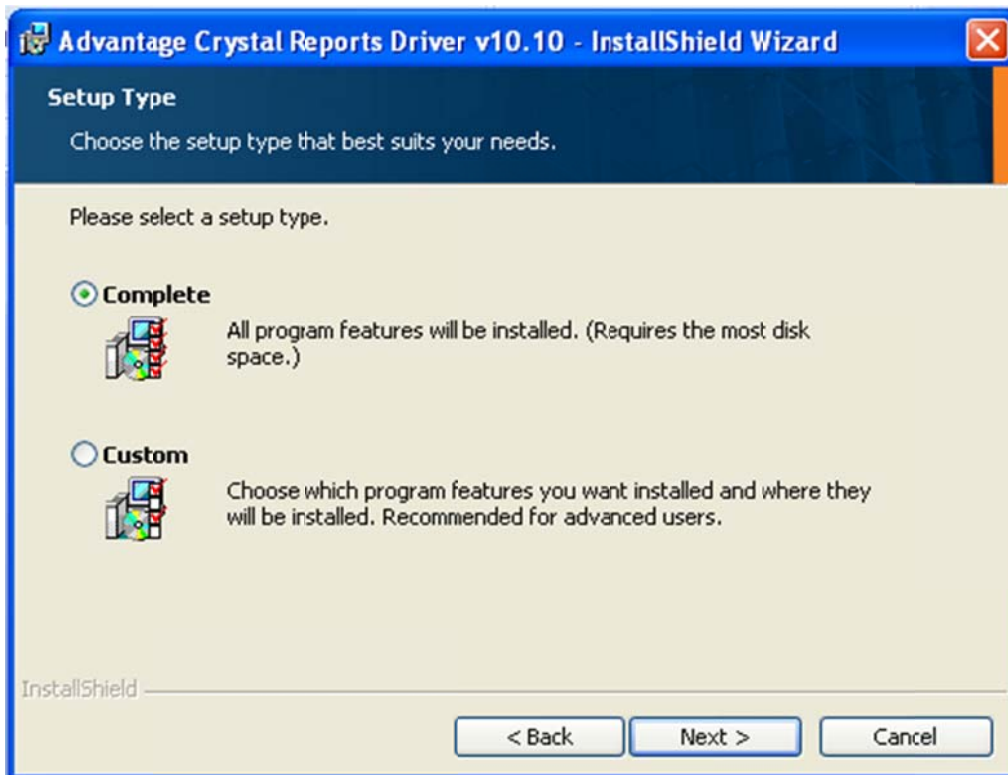 Advantage Crystal Reports Driver v10.10 - InstallShield Wizard
Setup Type
Choose the setup type that best suits your needs.
Please select a setup type.
Complete
All program features will be installed. (Requires the most disk
space.)
Custom
Choose which program features you want installed and where they
will be installed. Recommended for advanced users.
InstallShield
< Back
Next >
Cancel